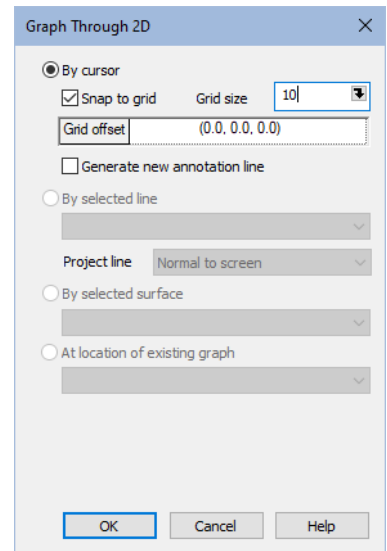 Graph Through 2D
By cursor
Snap to grid Grid size 10
Grid offset (0.0, 0.0, 0.0)
Generate new annotation line
By selected line
Project line Normal to screen
By selected surface
At location of existing graph
OK Cancel Help